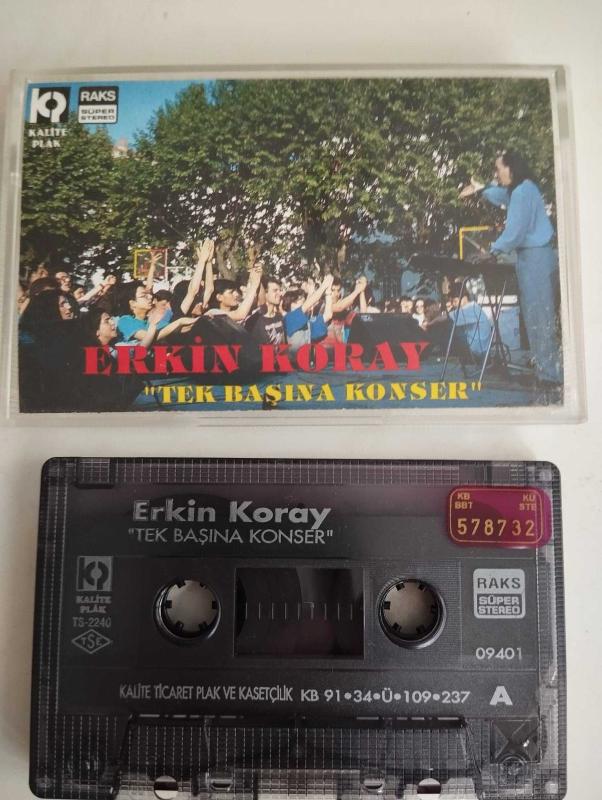 KALİTE
PLAK
RAKS
SÜPER
STEREO
ERKİN KORAY
"TEK BAŞINA KONSER"
Erkin Koray
"TEK BAŞINA KONSER"
KB
BBT
KÜ
STE
578732
KALİTE
PLÂK
TS-2240
TSE
RAKS
SÜPER
STEREO
09401
KALİTE TİCARET PLAK VE KASETÇİLİK KB 91•34•Ü•109•237 A